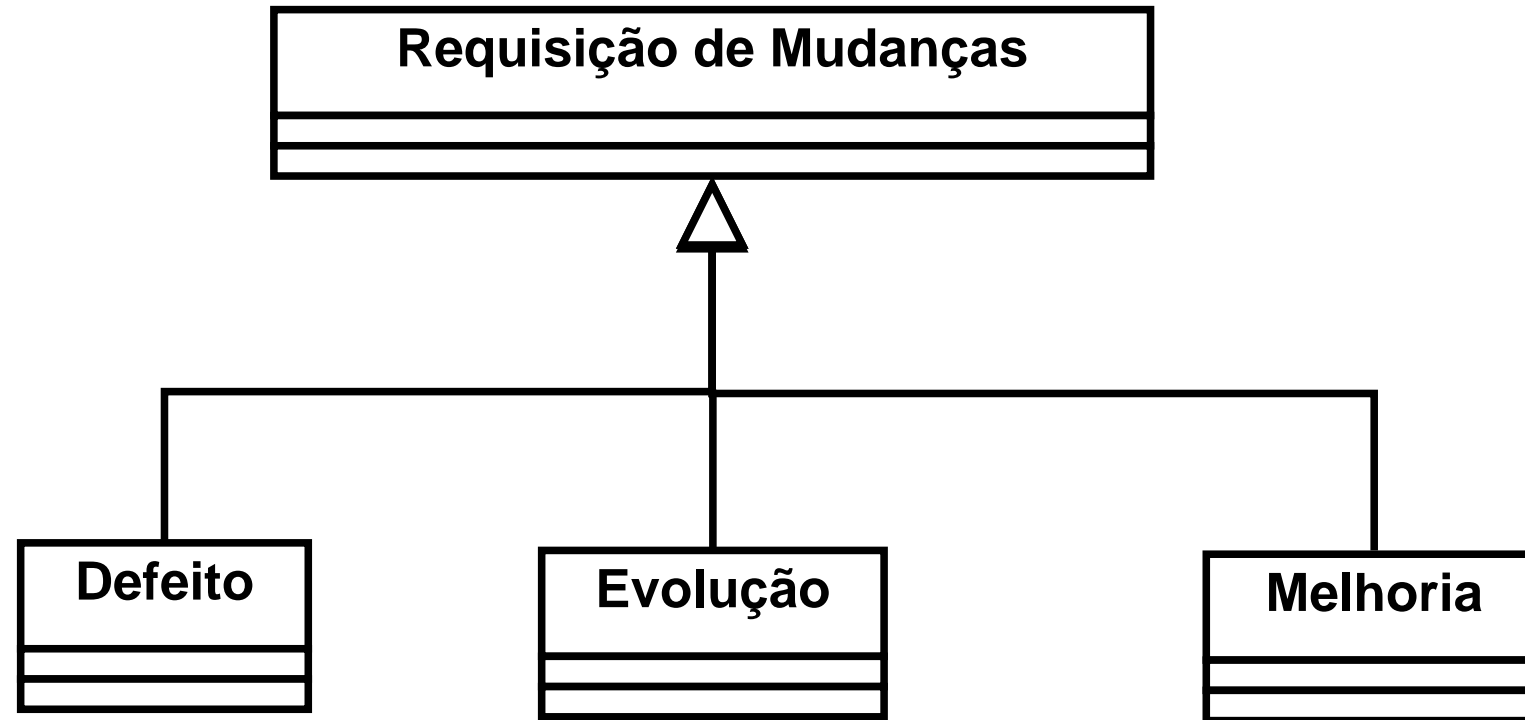 Requisição de Mudanças
Defeito
Evolução
Melhoria